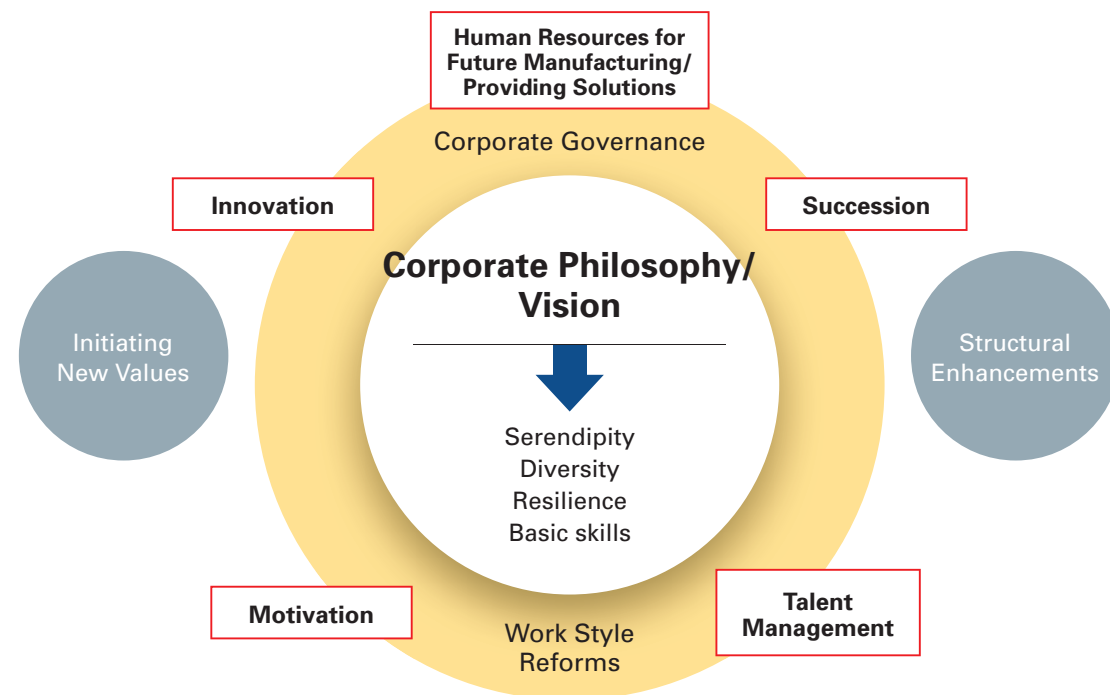 Human Resources for
Future Manufacturing/
Providing Solutions
Corporate Governance
Innovation
Succession
Corporate Philosophy/
Vision
Initiating
New Values
Structural
Enhancements
Serendipity
Diversity
Resilience
Basic skills
Motivation
Talent
Management
Work Style
Reforms